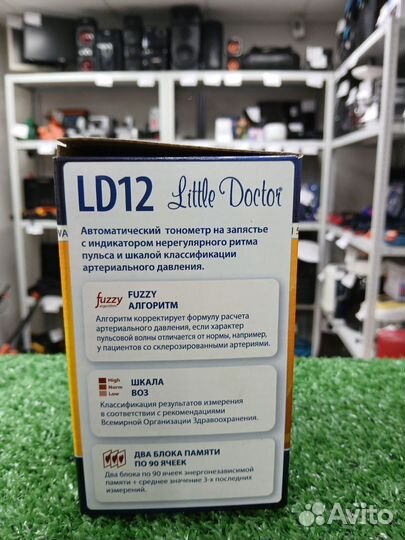 LD12 Little Doctor
Автоматический тонометр на запястье
с индикатором нерегулярного ритма
пульса и шкалой классификации
артериального давления.
fuzzy
FUZZY
АЛГОРИТМ
Алгоритм корректирует формулу расчета
артериального давления, если характер
пульсовой волны отличается от нормы, например,
у пациентов со склерозированными артериями.
High
Norm
Low
ШКАЛА
ВОЗ
Классификация результатов измерения
в соответствии с рекомендациями
Всемирной Организации Здравоохранения.
ДВА БЛОКА ПАМЯТИ
ПО 90 ЯЧЕЕК
Два блока по 90 ячеек энергонезависимой
памяти + среднее значение 3-х последних
измерений.
Avito